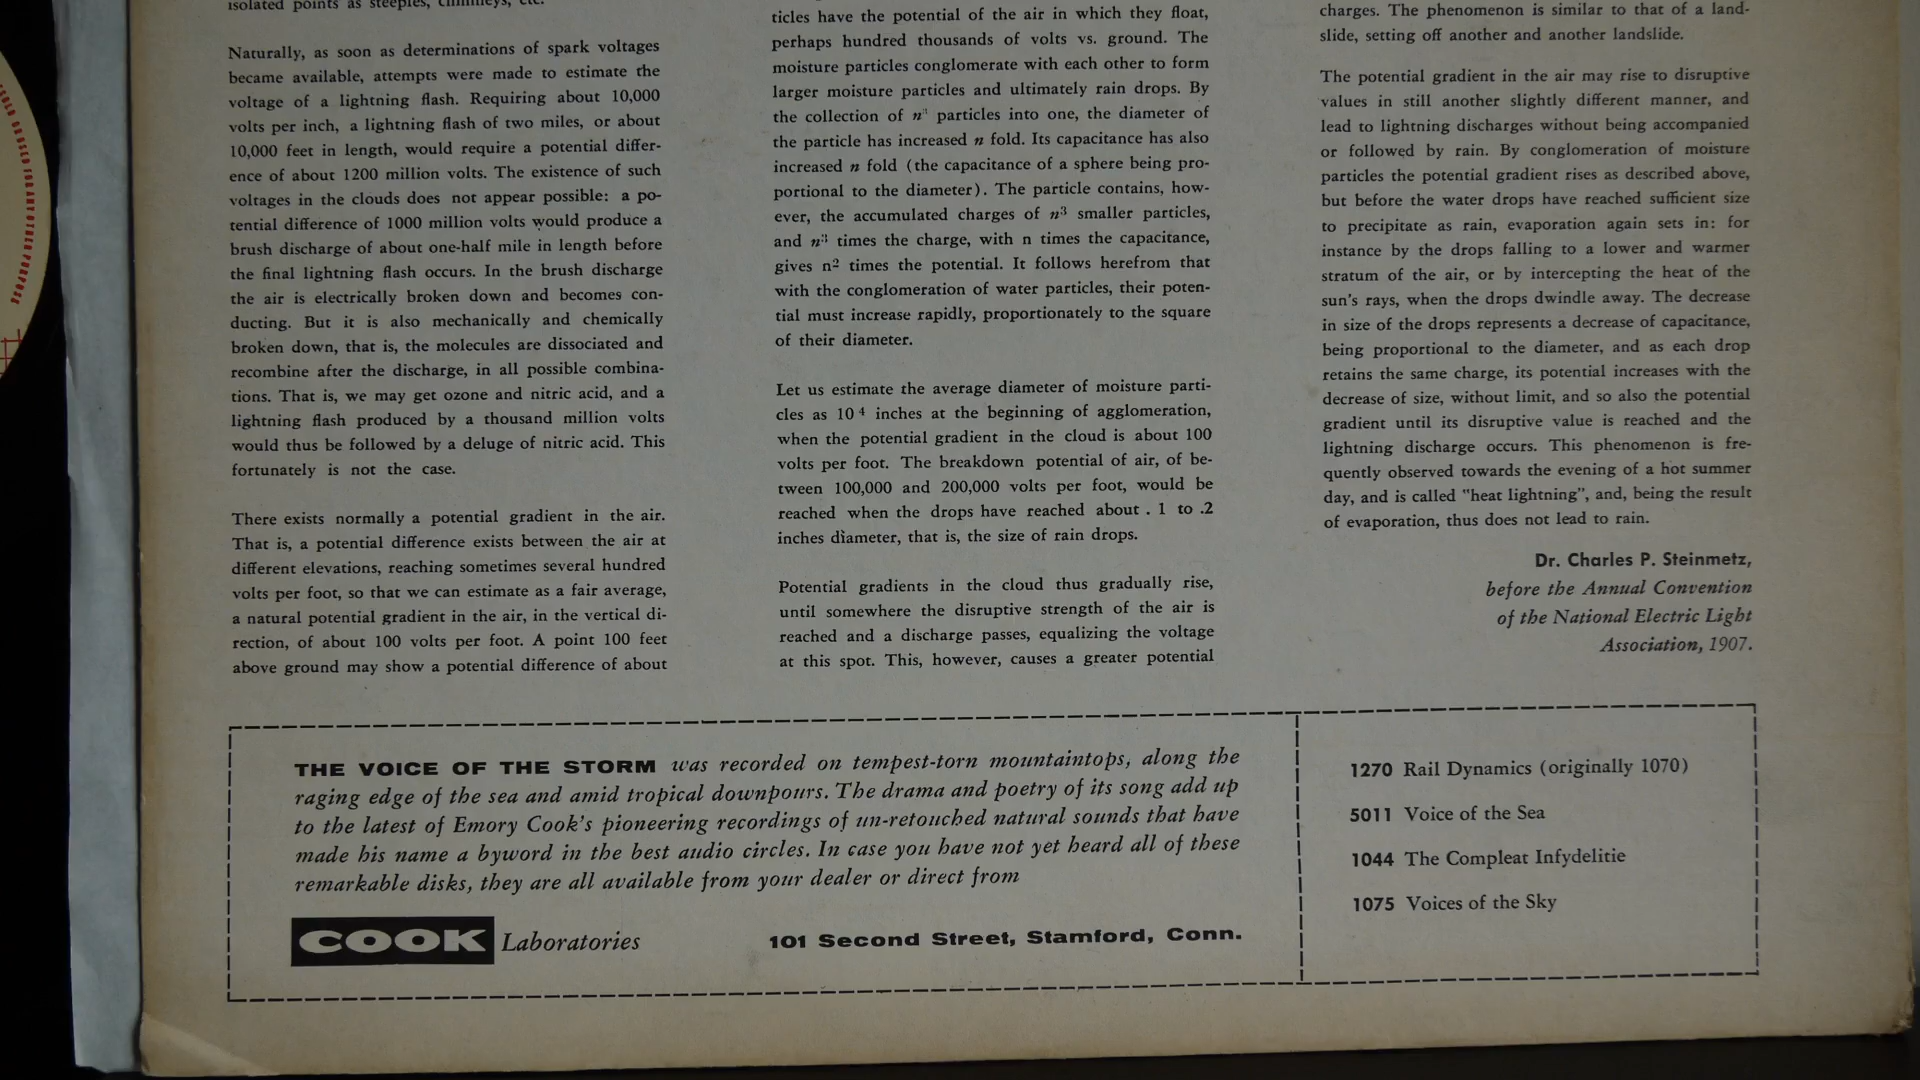 isolated points as steeples, chimneys, etc.
Naturally, as soon as determinations of spark voltages
became available, attempts were made to estimate the
voltage of a lightning flash. Requiring about 10,000
volts per inch, a lightning flash of two miles, or about
10,000 feet in length, would require a potential differ-
ence of about 1200 million volts. The existence of such
voltages in the clouds does not appear possible: a po-
tential difference of 1000 million volts would produce a
brush discharge of about one-half mile in length before
the final lightning flash occurs. In the brush discharge
the air is electrically broken down and becomes con-
ducting. But it is also mechanically and chemically
broken down, that is, the molecules are dissociated and
recombine after the discharge, in all possible combina-
tions. That is, we may get ozone and nitric acid, and a
lightning flash produced by a thousand million volts
would thus be followed by a deluge of nitric acid. This
fortunately is not the case.
There exists normally a potential gradient in the air.
That is, a potential difference exists between the air at
different elevations, reaching sometimes several hundred
volts per foot, so that we can estimate as a fair average,
a natural potential gradient in the air, in the vertical di-
rection, of about 100 volts per foot. A point 100 feet
above ground may show a potential difference of about
ticles have the potential of the air in which they float,
perhaps hundred thousands of volts vs. ground. The
moisture particles conglomerate with each other to form
larger moisture particles and ultimately rain drops. By
the collection of n³ particles into one, the diameter of
the particle has increased n fold. Its capacitance has also
increased n fold (the capacitance of a sphere being pro-
portional to the diameter). The particle contains, how-
ever, the accumulated charges of n³ smaller particles,
and n³ times the charge, with n times the capacitance,
gives n² times the potential. It follows herefrom that
with the conglomeration of water particles, their poten-
tial must increase rapidly, proportionately to the square
of their diameter.
Let us estimate the average diameter of moisture parti-
cles as 10 ⁴ inches at the beginning of agglomeration,
when the potential gradient in the cloud is about 100
volts per foot. The breakdown potential of air, of be-
tween 100,000 and 200,000 volts per foot, would be
reached when the drops have reached about . 1 to .2
inches diameter, that is, the size of rain drops.
Potential gradients in the cloud thus gradually rise,
until somewhere the disruptive strength of the air is
reached and a discharge passes, equalizing the voltage
at this spot. This, however, causes a greater potential
charges. The phenomenon is similar to that of a land-
slide, setting off another and another landslide.
The potential gradient in the air may rise to disruptive
values in still another slightly different manner, and
lead to lightning discharges without being accompanied
or followed by rain. By conglomeration of moisture
particles the potential gradient rises as described above,
but before the water drops have reached sufficient size
to precipitate as rain, evaporation again sets in: for
instance by the drops falling to a lower and warmer
stratum of the air, or by intercepting the heat of the
sun's rays, when the drops dwindle away. The decrease
in size of the drops represents a decrease of capacitance,
being proportional to the diameter, and as each drop
retains the same charge, its potential increases with the
decrease of size, without limit, and so also the potential
gradient until its disruptive value is reached and the
lightning discharge occurs. This phenomenon is fre-
quently observed towards the evening of a hot summer
day, and is called "heat lightning", and, being the result
of evaporation, thus does not lead to rain.
Dr. Charles P. Steinmetz,
before the Annual Convention
of the National Electric Light
Association, 1907.
THE VOICE OF THE STORM was recorded on tempest-torn mountaintops, along the
raging edge of the sea and amid tropical downpours. The drama and poetry of its song add up
to the latest of Emory Cook's pioneering recordings of un-retouched natural sounds that have
made his name a byword in the best audio circles. In case you have not yet heard all of these
remarkable disks, they are all available from your dealer or direct from
COOK Laboratories
101 Second Street, Stamford, Conn.
1270 Rail Dynamics (originally 1070)
5011 Voice of the Sea
1044 The Compleat Infydelitie
1075 Voices of the Sky